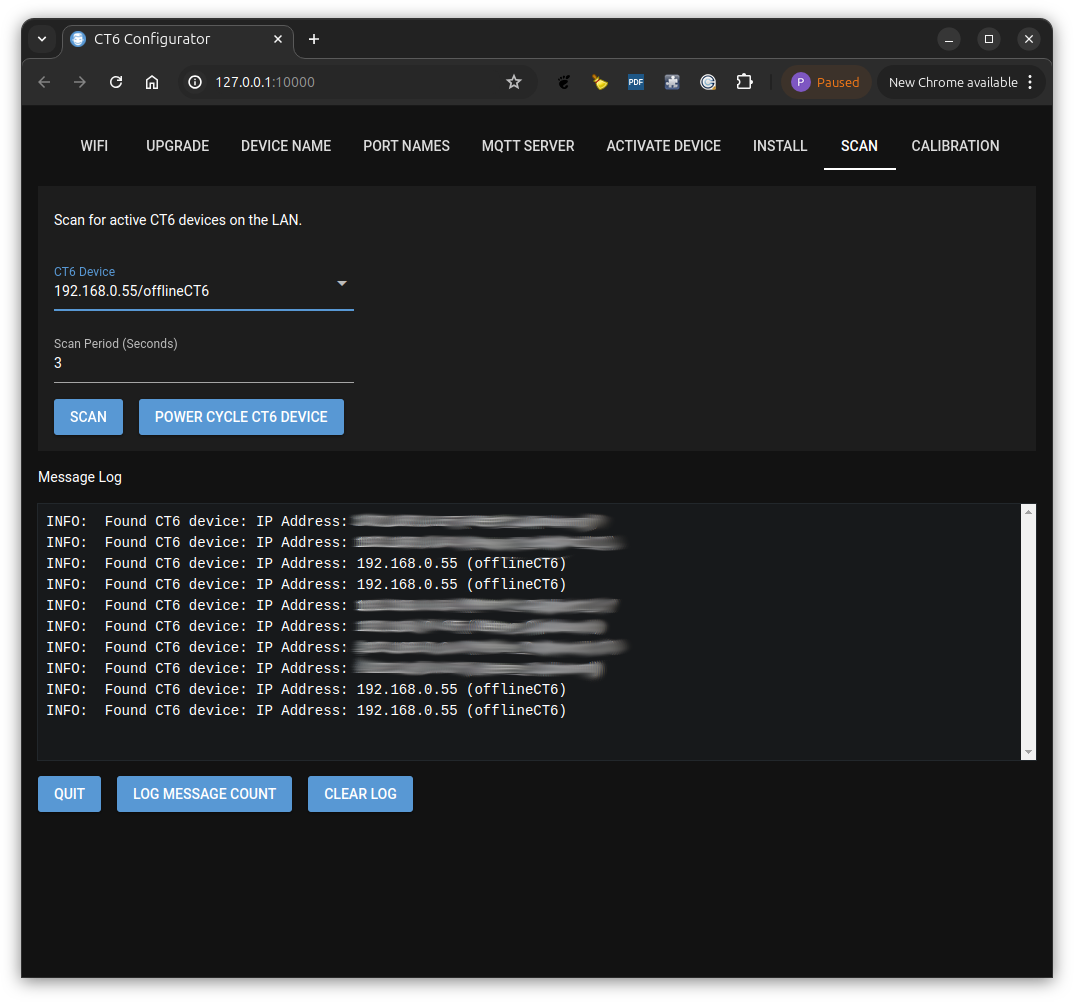 CT6 Configurator
127.0.0.1:10000
PDF
P Paused
New Chrome available
WIFI UPGRADE DEVICE NAME PORT NAMES MQTT SERVER ACTIVATE DEVICE INSTALL SCAN CALIBRATION
Scan for active CT6 devices on the LAN.
CT6 Device
192.168.0.55/offlineCT6
Scan Period (Seconds)
3
SCAN POWER CYCLE CT6 DEVICE
Message Log
INFO: Found CT6 device: IP Address:
INFO: Found CT6 device: IP Address:
INFO: Found CT6 device: IP Address: 192.168.0.55 (offlineCT6)
INFO: Found CT6 device: IP Address: 192.168.0.55 (offlineCT6)
INFO: Found CT6 device: IP Address:
INFO: Found CT6 device: IP Address:
INFO: Found CT6 device: IP Address:
INFO: Found CT6 device: IP Address:
INFO: Found CT6 device: IP Address: 192.168.0.55 (offlineCT6)
INFO: Found CT6 device: IP Address: 192.168.0.55 (offlineCT6)
QUIT LOG MESSAGE COUNT CLEAR LOG